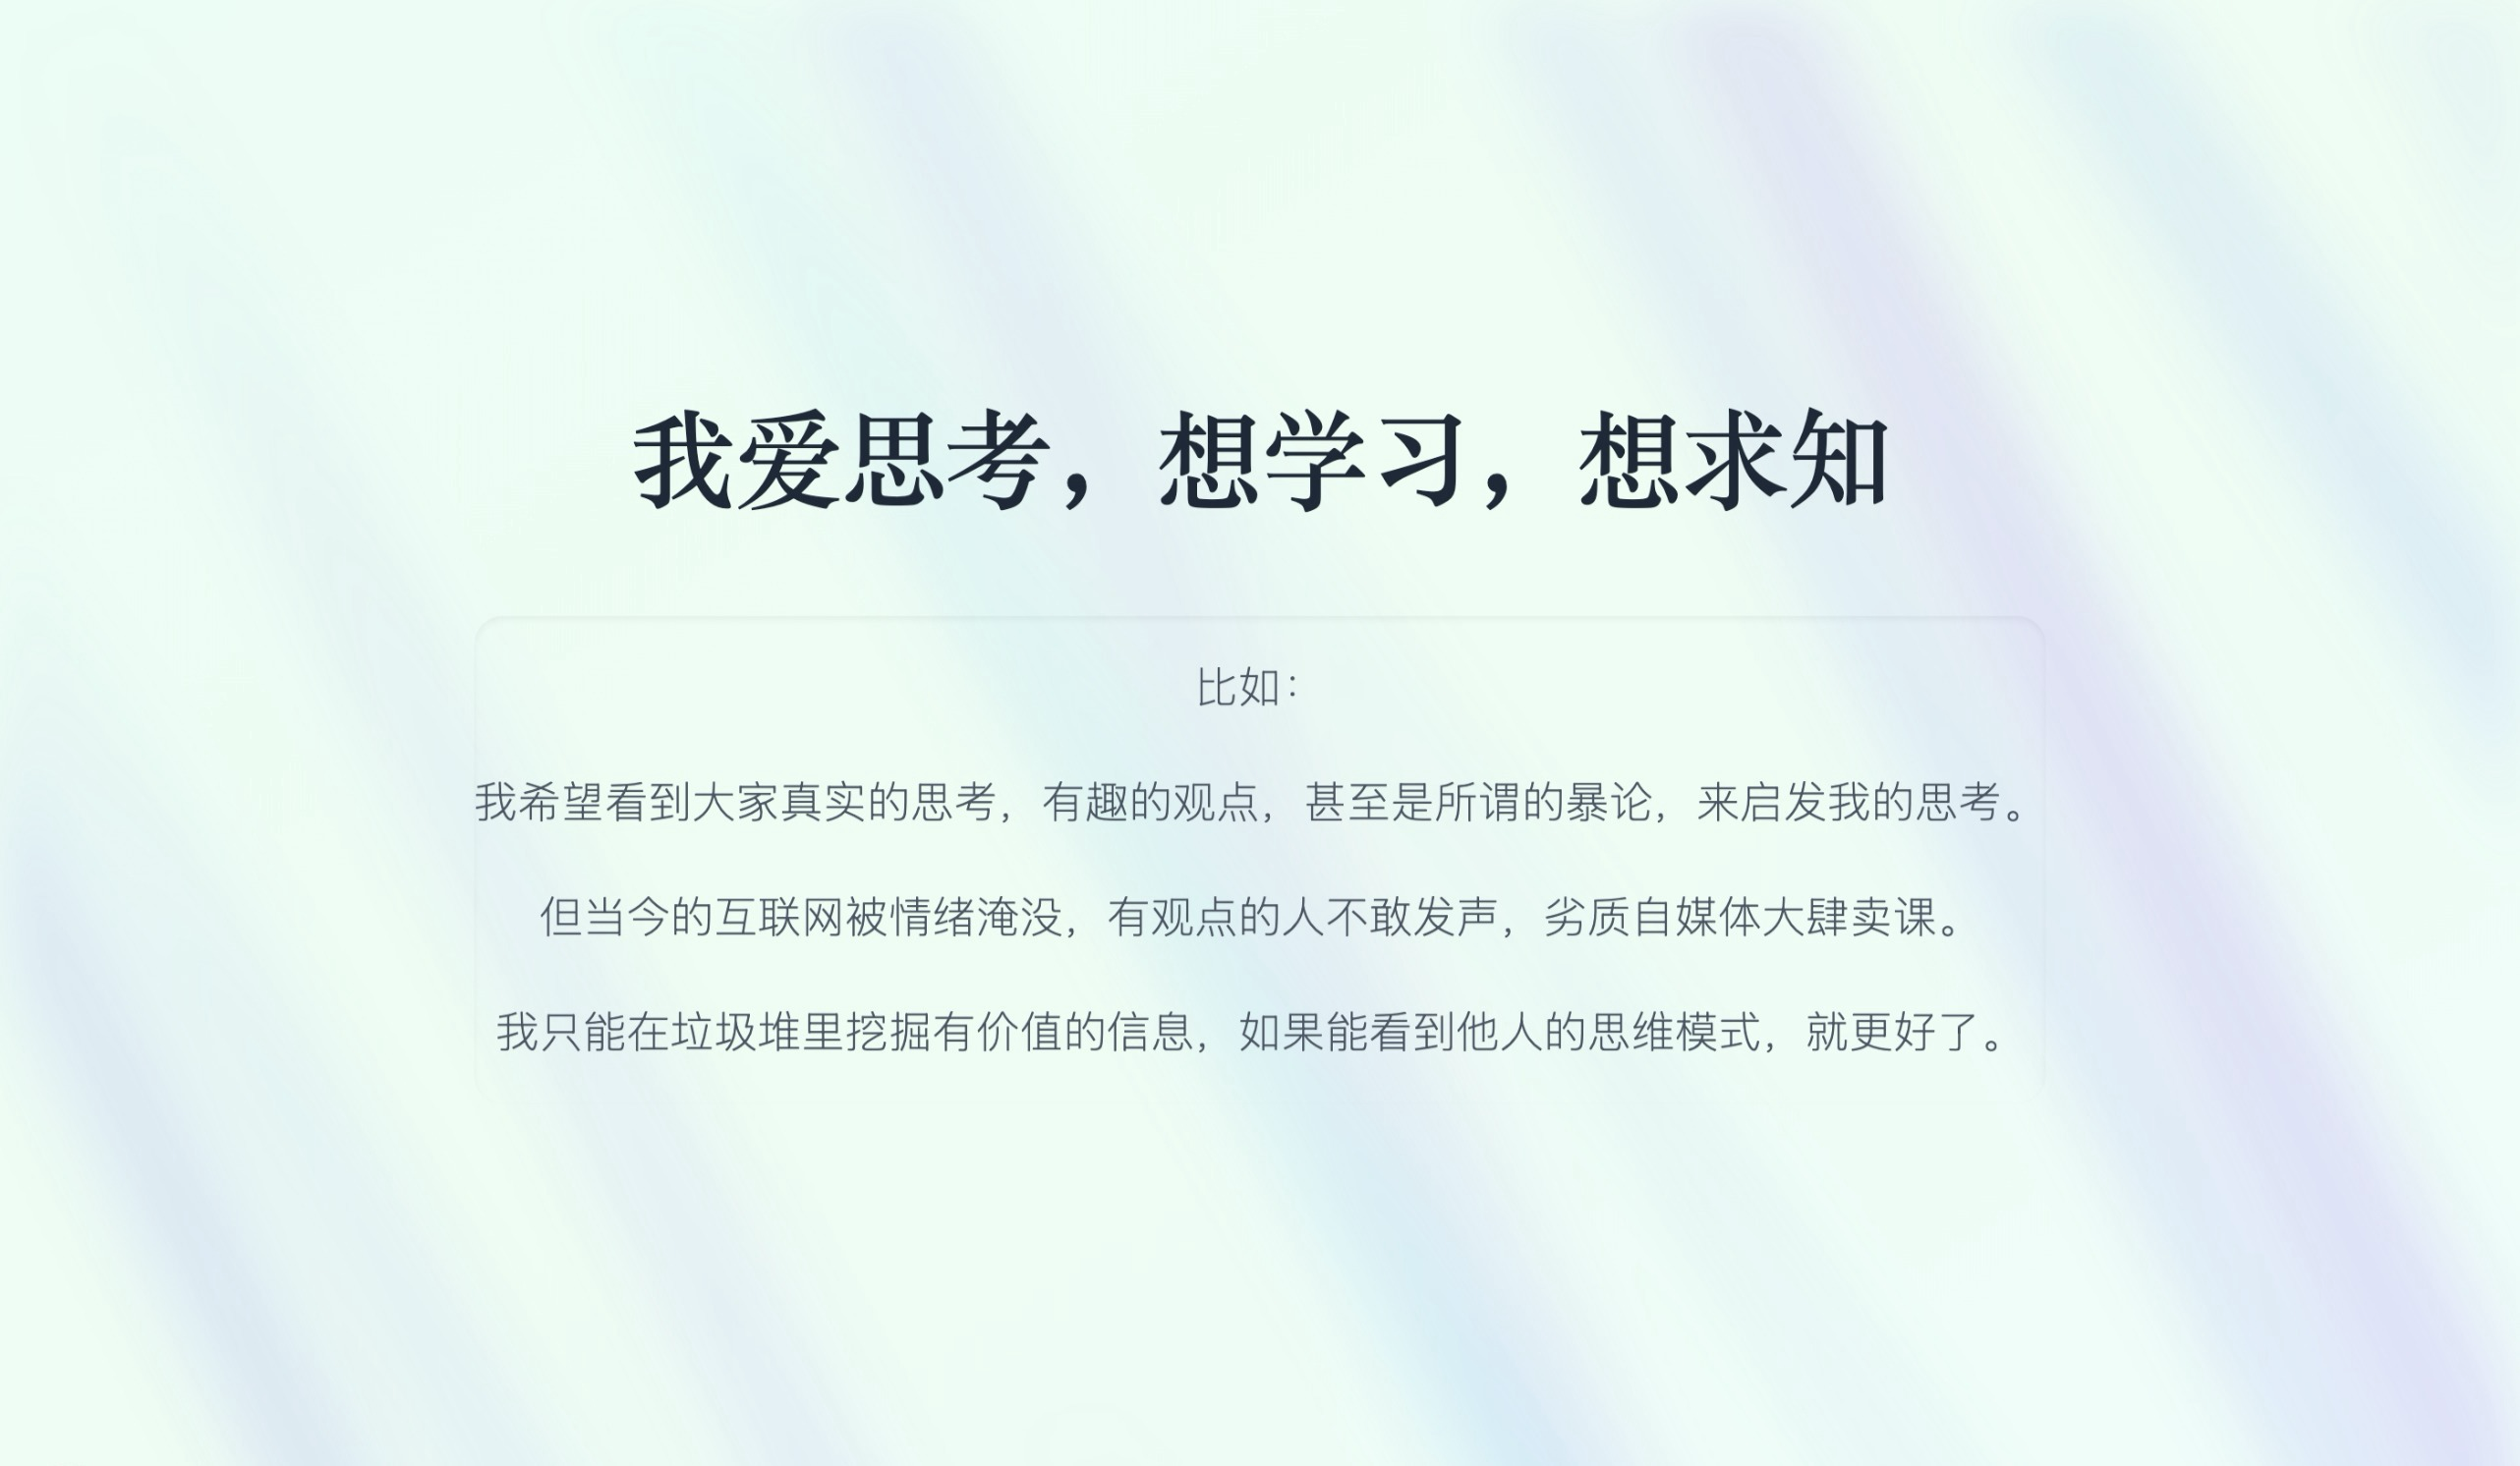 我爱思考，想学习，想求知
比如：
我希望看到大家真实的思考，有趣的观点，甚至是所谓的暴论，来启发我的思考。
但当今的互联网被情绪淹没，有观点的人不敢发声，劣质自媒体大肆卖课。
我只能在垃圾堆里挖掘有价值的信息，如果能看到他人的思维模式，就更好了。